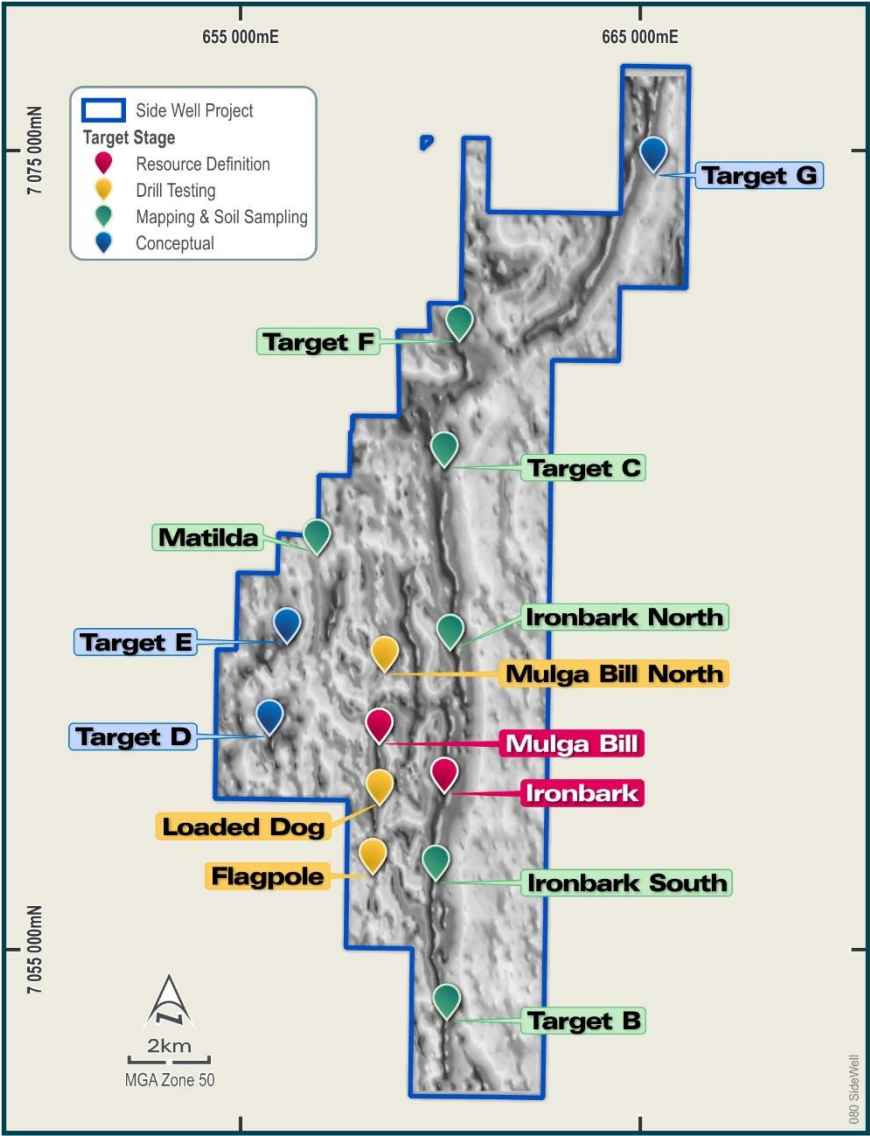 655 000mE
665 000mE
7 075 000mN
Side Well Project
Target Stage
Resource Definition
Drill Testing
Mapping & Soil Sampling
Conceptual
Target G
Target F
Target C
Matilda
Ironbark North
Target E
Mulga Bill North
Target D
Mulga Bill
Ironbark
Loaded Dog
Flagpole
Ironbark South
7 055 000mN
Target B
N
2km
MGA Zone 50
080 SideWell